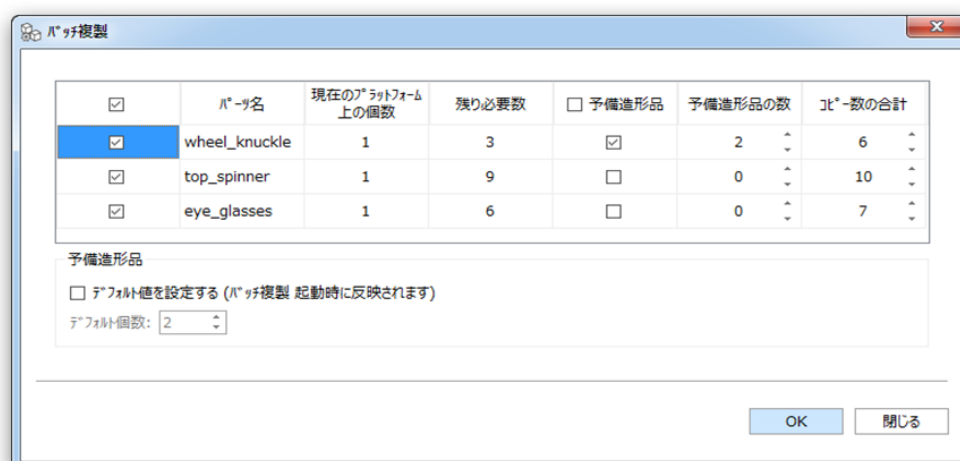 ﾊﾞｯﾁ複製
ﾊﾟｰﾂ名
現在のﾌﾟﾗｯﾄﾌｫｰﾑ
上の個数
残り必要数
予備造形品
予備造形品の数
ｺﾋﾟｰ数の合計
wheel_knuckle 1 3 2 6
top_spinner 1 9 0 10
eye_glasses 1 6 0 7
予備造形品
ﾃﾞﾌｫﾙﾄ値を設定する (ﾊﾞｯﾁ複製 起動時に反映されます)
ﾃﾞﾌｫﾙﾄ個数: 2
OK 閉じる